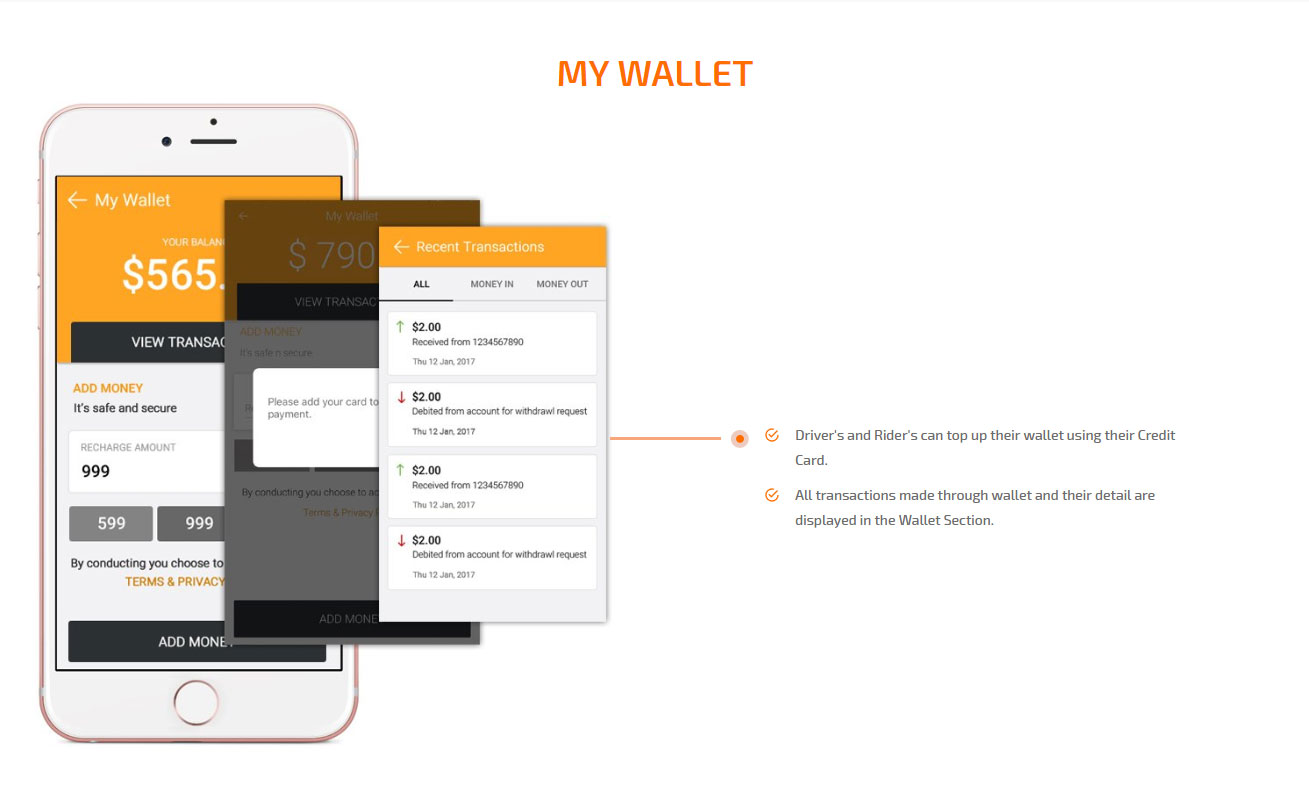 MY WALLET
My Wallet
YOUR
$565.
VIEW
ADD MONEY
It's safe and secure
RECHARGE AMOUNT
999
599
999
By conducting you choose to
TERMS & PRIVACY
ADD
My Wallet
$ 790
VIEW
ADD MONEY
It's safe n secure
Please add your card to
payment.
By conducting you choose to
Terms & Privacy
ADD
Recent Transactions
ALL MONEY IN MONEY OUT
$2.00
Received from 1234567890
Thu 12 Jan, 2017
$2.00
Debited from account for withdrawl request
Thu 12 Jan, 2017
$2.00
Received from 1234567890
Thu 12 Jan, 2017
$2.00
Debited from account for withdrawl request
Thu 12 Jan, 2017
Driver's and Rider's can top up their wallet using their Credit
Card.
All transactions made through wallet and their detail are
displayed in the Wallet Section.